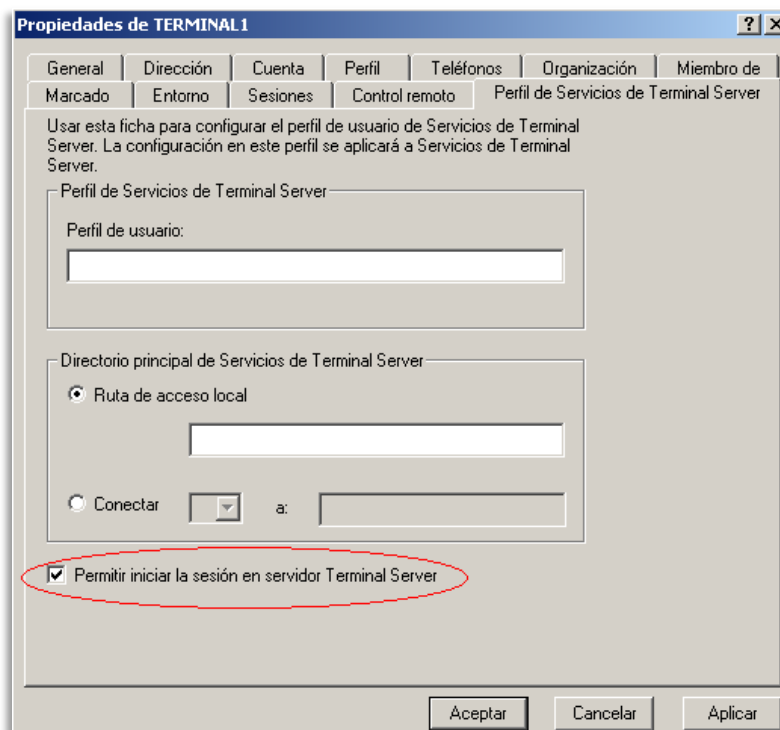 Propiedades de TERMINAL1
General Dirección Cuenta Perfil Teléfonos Organización Miembro de
Marcado Entorno Sesiones Control remoto Perfil de Servicios de Terminal Server
Usar esta ficha para configurar el perfil de usuario de Servicios de Terminal
Server. La configuración en este perfil se aplicará a Servicios de Terminal
Server.
Perfil de Servicios de Terminal Server
Perfil de usuario:
Directorio principal de Servicios de Terminal Server
Ruta de acceso local
Conectar a:
Permitir iniciar la sesión en servidor Terminal Server
Aceptar Cancelar Aplicar